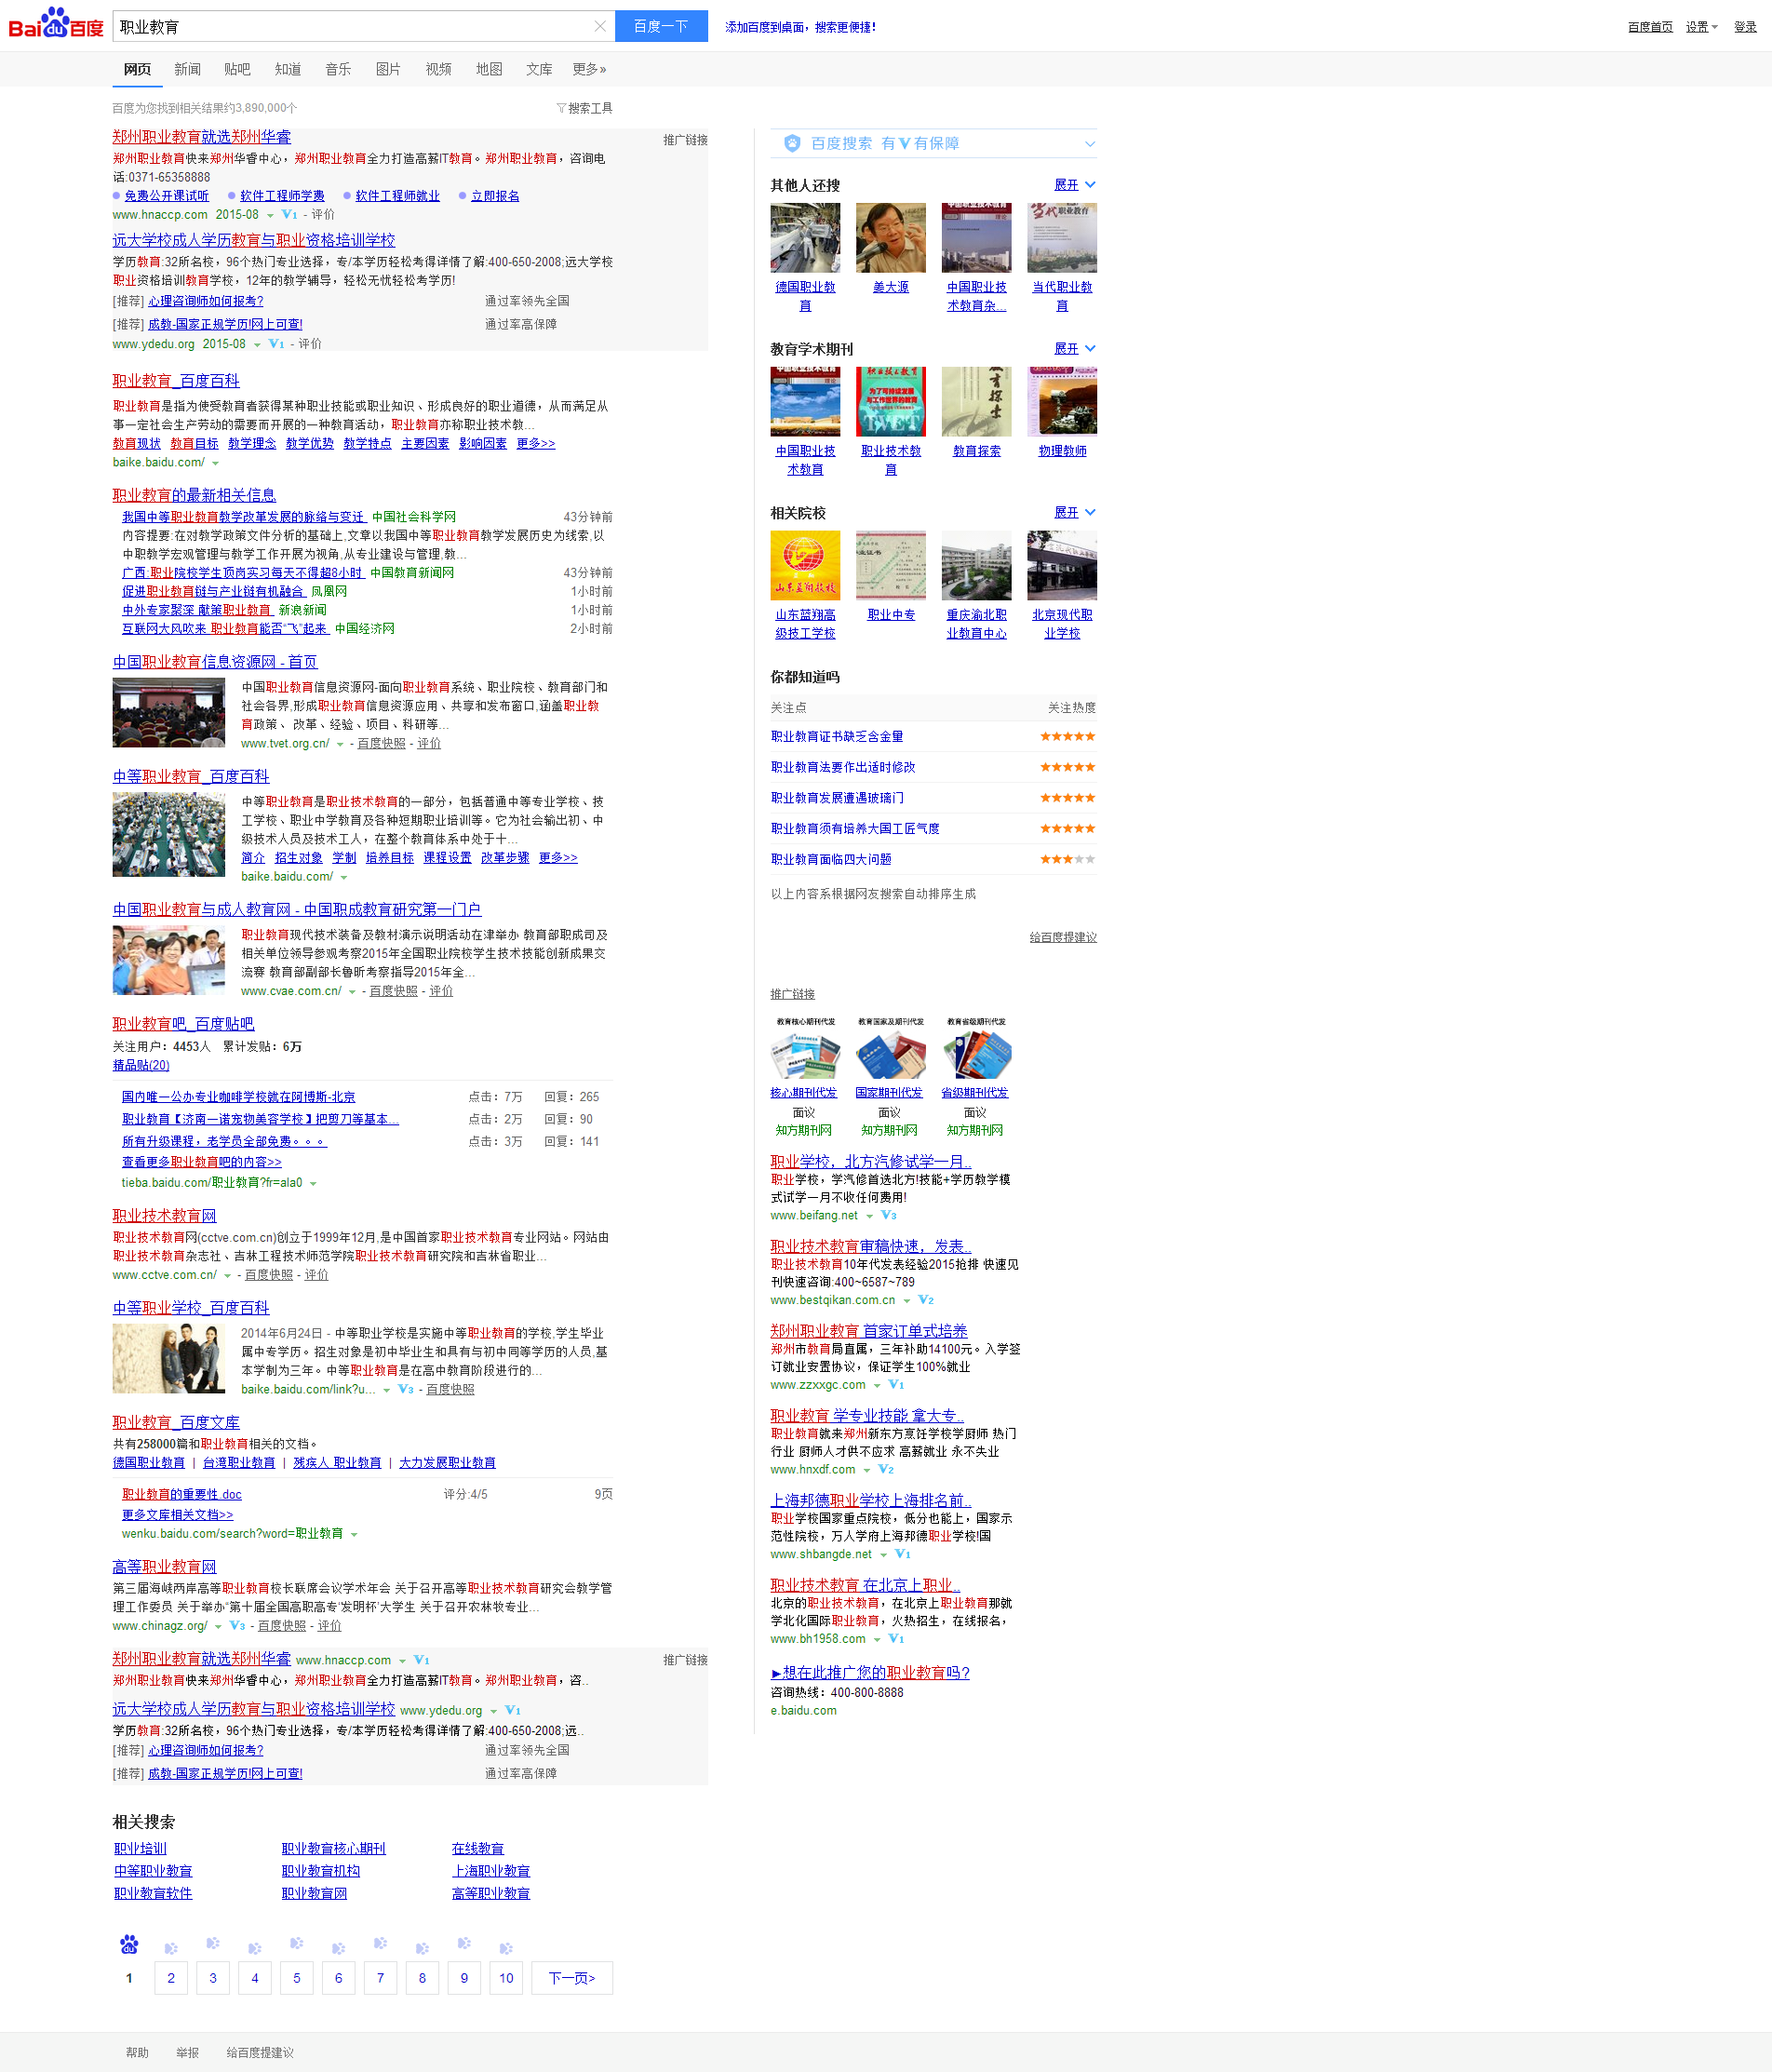 Bai du 百度
职业教育
百度一下
添加百度到桌面，搜索更便捷！
百度首页 设置 登录
网页 新闻 贴吧 知道 音乐 图片 视频 地图 文库 更多»
百度为您找到相关结果约3,890,000个
搜索工具
郑州职业教育就选郑州华睿
推广链接
郑州职业教育快来郑州华睿中心，郑州职业教育全力打造高薪IT教育。郑州职业教育，咨询电
话:0371-65358888
免费公开课试听 软件工程师学费 软件工程师就业 立即报名
www.hnaccp.com 2015-08 V1 - 评价
远大学校成人学历教育与职业资格培训学校
学历教育:32所名校，96个热门专业选择，专/本学历轻松考得详情了解:400-650-2008;远大学校
职业资格培训教育学校，12年的教学辅导，轻松无忧轻松考学历!
[推荐] 心理咨询师如何报考? 通过率领先全国
[推荐] 成教-国家正规学历!网上可查! 通过率高保障
www.ydedu.org 2015-08 V1 - 评价
职业教育_百度百科
职业教育是指为使受教育者获得某种职业技能或职业知识、形成良好的职业道德，从而满足从
事一定社会生产劳动的需要而开展的一种教育活动，职业教育亦称职业技术教...
教育现状 教育目标 教学理念 教学优势 教学特点 主要因素 影响因素 更多>>
baike.baidu.com/
职业教育的最新相关信息
我国中等职业教育教学改革发展的脉络与变迁 中国社会科学网 43分钟前
内容提要:在对教学政策文件分析的基础上,文章以我国中等职业教育教学发展历史为线索,以
中职教学宏观管理与教学工作开展为视角,从专业建设与管理,教...
广西:职业院校学生顶岗实习每天不得超8小时 中国教育新闻网 43分钟前
促进职业教育链与产业链有机融合 凤凰网 1小时前
中外专家聚深 献策职业教育 新浪新闻 1小时前
互联网大风吹来 职业教育能否“飞”起来 中国经济网 2小时前
中国职业教育信息资源网 - 首页
中国职业教育信息资源网-面向职业教育系统、职业院校、教育部门和
社会各界,形成职业教育信息资源应用、共享和发布窗口,涵盖职业教
育政策、 改革、经验、项目、科研等...
www.tvet.org.cn/ - 百度快照 - 评价
中等职业教育_百度百科
中等职业教育是职业技术教育的一部分，包括普通中等专业学校、技
工学校、职业中学教育及各种短期职业培训等。它为社会输出初、中
级技术人员及技术工人，在整个教育体系中处于十...
简介 招生对象 学制 培养目标 课程设置 改革步骤 更多>>
baike.baidu.com/
中国职业教育与成人教育网 - 中国职成教育研究第一门户
职业教育现代技术装备及教材演示说明活动在津举办 教育部职成司及
相关单位领导参观考察2015年全国职业院校学生技术技能创新成果交
流赛 教育部副部长鲁昕考察指导2015年全...
www.cvae.com.cn/ - 百度快照 - 评价
职业教育吧_百度贴吧
关注用户：4453人 累计发贴：6万
精品贴(20)
国内唯一公办专业咖啡学校就在阿博斯-北京 点击：7万 回复：265
职业教育【济南一诺宠物美容学校】把剪刀等基本... 点击：2万 回复：90
所有升级课程，老学员全部免费。。。 点击：3万 回复：141
查看更多职业教育吧的内容>>
tieba.baidu.com/职业教育?fr=ala0
职业技术教育网
职业技术教育网(cctve.com.cn)创立于1999年12月,是中国首家职业技术教育专业网站。网站由
职业技术教育杂志社、吉林工程技术师范学院职业技术教育研究院和吉林省职业...
www.cctve.com.cn/ - 百度快照 - 评价
中等职业学校_百度百科
2014年6月24日 - 中等职业学校是实施中等职业教育的学校,学生毕业
属中专学历。招生对象是初中毕业生和具有与初中同等学历的人员,基
本学制为三年。中等职业教育是在高中教育阶段进行的...
baike.baidu.com/link?u... V3 - 百度快照
职业教育_百度文库
共有258000篇和职业教育相关的文档。
德国职业教育 | 台湾职业教育 | 残疾人 职业教育 | 大力发展职业教育
职业教育的重要性.doc 评分:4/5 9页
更多文库相关文档>>
wenku.baidu.com/search?word=职业教育
高等职业教育网
第三届海峡两岸高等职业教育校长联席会议学术年会 关于召开高等职业技术教育研究会教学管
理工作委员 关于举办“第十届全国高职高专‘发明杯’大学生 关于召开农林牧专业...
www.chinagz.org/ V3 - 百度快照 - 评价
郑州职业教育就选郑州华睿 www.hnaccp.com V1 推广链接
郑州职业教育快来郑州华睿中心，郑州职业教育全力打造高薪IT教育。郑州职业教育，咨..
远大学校成人学历教育与职业资格培训学校 www.ydedu.org V1
学历教育:32所名校，96个热门专业选择，专/本学历轻松考得详情了解:400-650-2008;远..
[推荐] 心理咨询师如何报考? 通过率领先全国
[推荐] 成教-国家正规学历!网上可查! 通过率高保障
相关搜索
职业培训 职业教育核心期刊 在线教育
中等职业教育 职业教育机构 上海职业教育
职业教育软件 职业教育网 高等职业教育
1 2 3 4 5 6 7 8 9 10 下一页>
百度搜索 有V有保障
其他人还搜 展开
德国职业教育
姜大源
中国职业技术教育杂...
当代职业教育
教育学术期刊 展开
中国职业技术教育
职业技术教育
教育探索
物理教师
相关院校 展开
山东蓝翔高级技工学校
职业中专
重庆渝北职业教育中心
北京现代职业学校
你都知道吗
关注点 关注热度
职业教育证书缺乏含金量
职业教育法要作出适时修改
职业教育发展遭遇玻璃门
职业教育须有培养大国工匠气度
职业教育面临四大问题
以上内容系根据网友搜索自动排序生成
给百度提建议
推广链接
教育核心期刊代发 教育国家及期刊代发 教育省级期刊代发
核心期刊代发 国家期刊代发 省级期刊代发
面议 面议 面议
知方期刊网 知方期刊网 知方期刊网
职业学校，北方汽修试学一月..
职业学校，学汽修首选北方!技能+学历教学模
式试学一月不收任何费用!
www.beifang.net V3
职业技术教育审稿快速，发表..
职业技术教育10年代发表经验2015抢排 快速见
刊快速咨询:400~6587~789
www.bestqikan.com.cn V2
郑州职业教育 首家订单式培养
郑州市教育局直属，三年补助14100元。入学签
订就业安置协议，保证学生100%就业
www.zzxxgc.com V1
职业教育 学专业技能 拿大专..
职业教育就来郑州新东方烹饪学校学厨师 热门
行业 厨师人才供不应求 高薪就业 永不失业
www.hnxdf.com V2
上海邦德职业学校上海排名前..
职业学校国家重点院校，低分也能上，国家示
范性院校，万人学府上海邦德职业学校!国
www.shbangde.net V1
职业技术教育 在北京上职业..
北京的职业技术教育，在北京上职业教育那就
学北化国际职业教育，火热招生，在线报名，
www.bh1958.com V1
►想在此推广您的职业教育吗?
咨询热线：400-800-8888
e.baidu.com
帮助 举报 给百度提建议